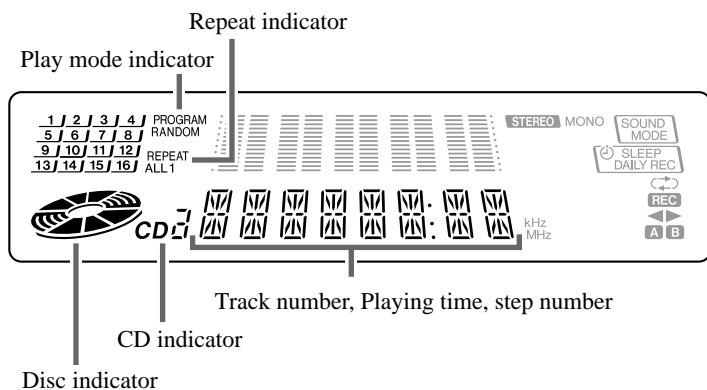 Repeat indicator
Play mode indicator
1 2 3 4 PROGRAM
5 6 7 8 RANDOM
9 10 11 12 REPEAT
13 14 15 16 ALL 1
STEREO MONO SOUND MODE
SLEEP
DAILY REC
REC
A B
CD
kHz
MHz
Track number, Playing time, step number
CD indicator
Disc indicator